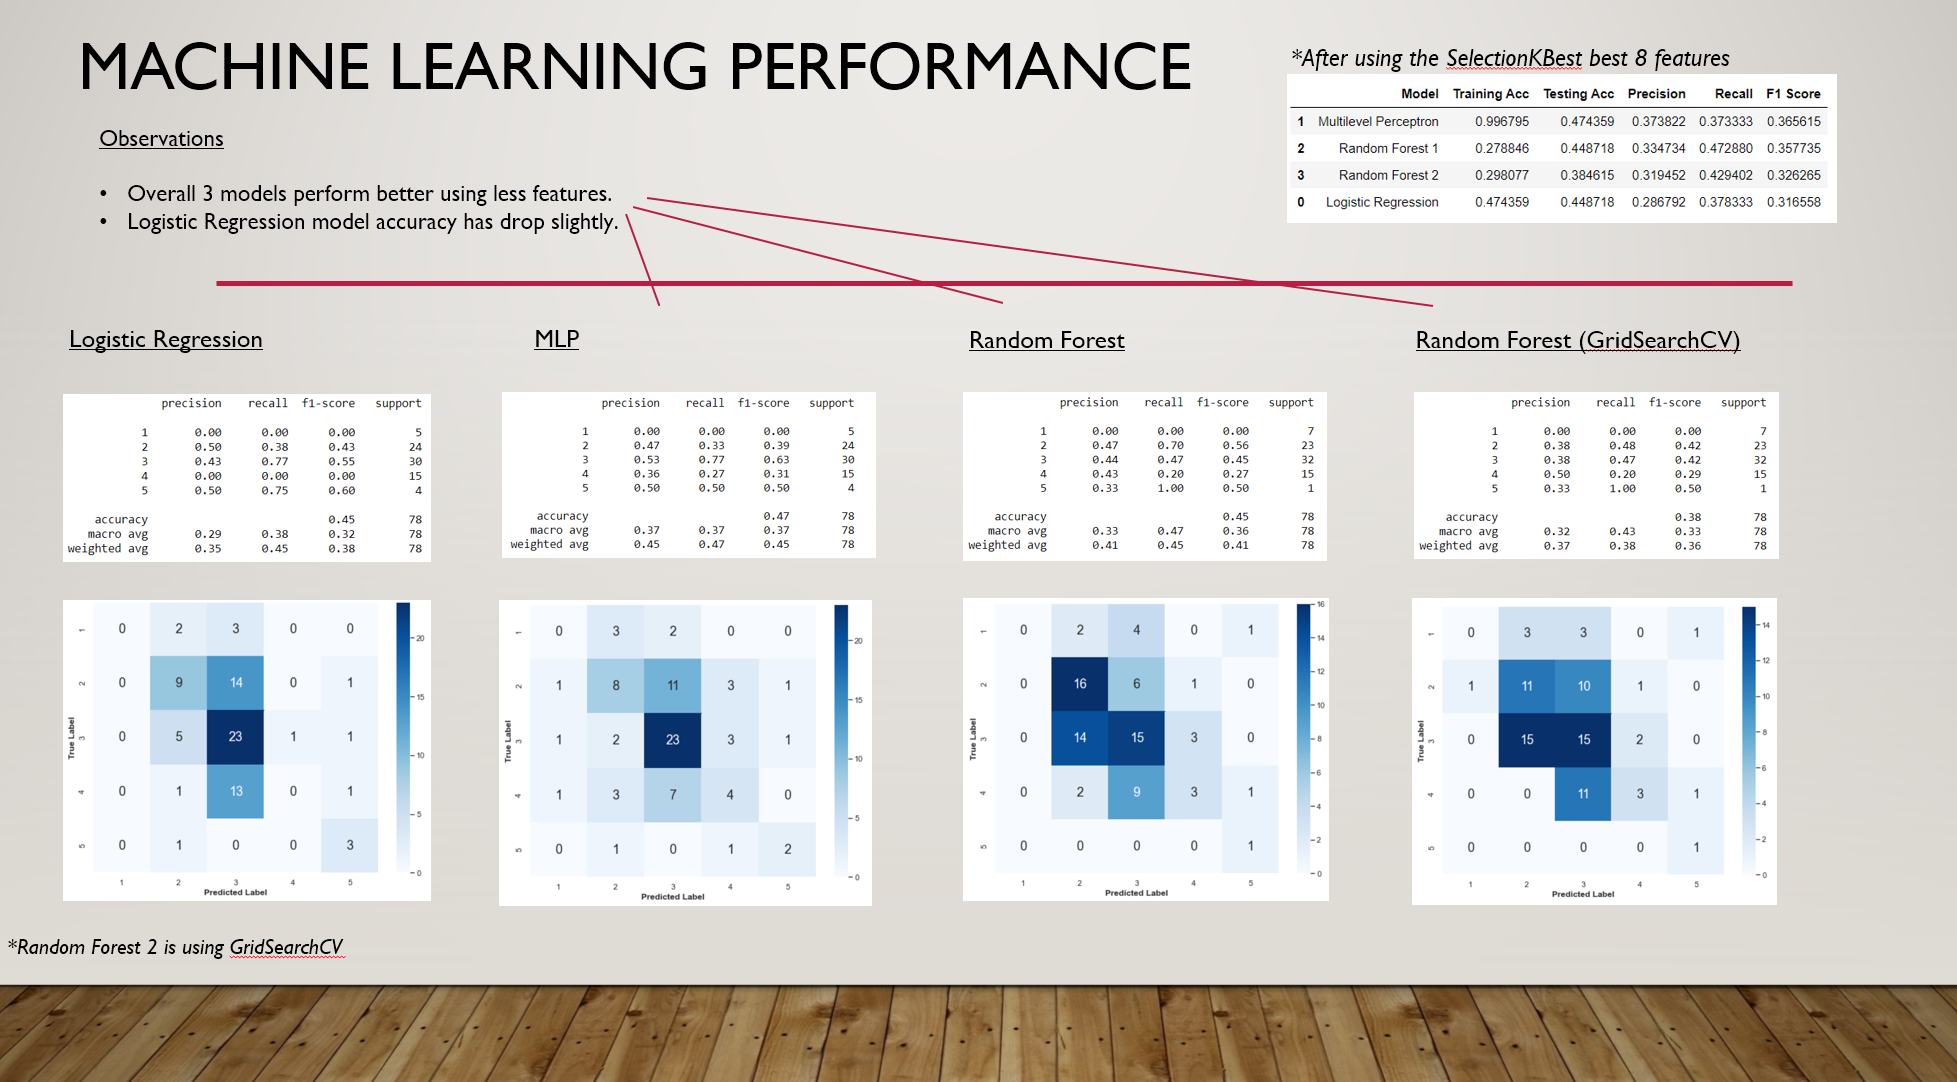 MACHINE LEARNING PERFORMANCE
*After using the SelectionKBest best 8 features
Model Training Acc Testing Acc Precision Recall F1 Score
1 Multilevel Perceptron 0.996795 0.474359 0.373822 0.373333 0.365615
2 Random Forest 1 0.278846 0.448718 0.334734 0.472880 0.357735
3 Random Forest 2 0.298077 0.384615 0.319452 0.429402 0.326265
0 Logistic Regression 0.474359 0.448718 0.286792 0.378333 0.316558
Observations
• Overall 3 models perform better using less features.
• Logistic Regression model accuracy has drop slightly.
Logistic Regression
precision recall f1-score support
1 0.00 0.00 0.00 5
2 0.50 0.38 0.43 24
3 0.43 0.77 0.55 30
4 0.00 0.00 0.00 15
5 0.50 0.75 0.60 4
accuracy 0.45 78
macro avg 0.29 0.38 0.32 78
weighted avg 0.35 0.45 0.38 78
True Label
1 0 2 3 0 0
2 0 9 14 0 1
3 0 5 23 1 1
4 0 1 13 0 1
5 0 1 0 0 3
1 2 3 4 5
Predicted Label
20
15
10
5
0
MLP
precision recall f1-score support
1 0.00 0.00 0.00 5
2 0.47 0.33 0.39 24
3 0.53 0.77 0.63 30
4 0.36 0.27 0.31 15
5 0.50 0.50 0.50 4
accuracy 0.47 78
macro avg 0.37 0.37 0.37 78
weighted avg 0.45 0.47 0.45 78
True Label
1 0 3 2 0 0
2 1 8 11 3 1
3 1 2 23 3 1
4 1 3 7 4 0
5 0 1 0 1 2
1 2 3 4 5
Predicted Label
20
15
10
5
0
Random Forest
precision recall f1-score support
1 0.00 0.00 0.00 7
2 0.47 0.70 0.56 23
3 0.44 0.47 0.45 32
4 0.43 0.20 0.27 15
5 0.33 1.00 0.50 1
accuracy 0.45 78
macro avg 0.33 0.47 0.36 78
weighted avg 0.41 0.45 0.41 78
True Label
1 0 2 4 0 1
2 0 16 6 1 0
3 0 14 15 3 0
4 0 2 9 3 1
5 0 0 0 0 1
1 2 3 4 5
Predicted Label
16
14
12
10
8
6
4
2
0
Random Forest (GridSearchCV)
precision recall f1-score support
1 0.00 0.00 0.00 7
2 0.38 0.48 0.42 23
3 0.38 0.47 0.42 32
4 0.50 0.20 0.29 15
5 0.33 1.00 0.50 1
accuracy 0.38 78
macro avg 0.32 0.43 0.33 78
weighted avg 0.37 0.38 0.36 78
True Label
1 0 3 3 0 1
2 1 11 10 1 0
3 0 15 15 2 0
4 0 0 11 3 1
5 0 0 0 0 1
1 2 3 4 5
Predicted Label
14
12
10
8
6
4
2
0
*Random Forest 2 is using GridSearchCV